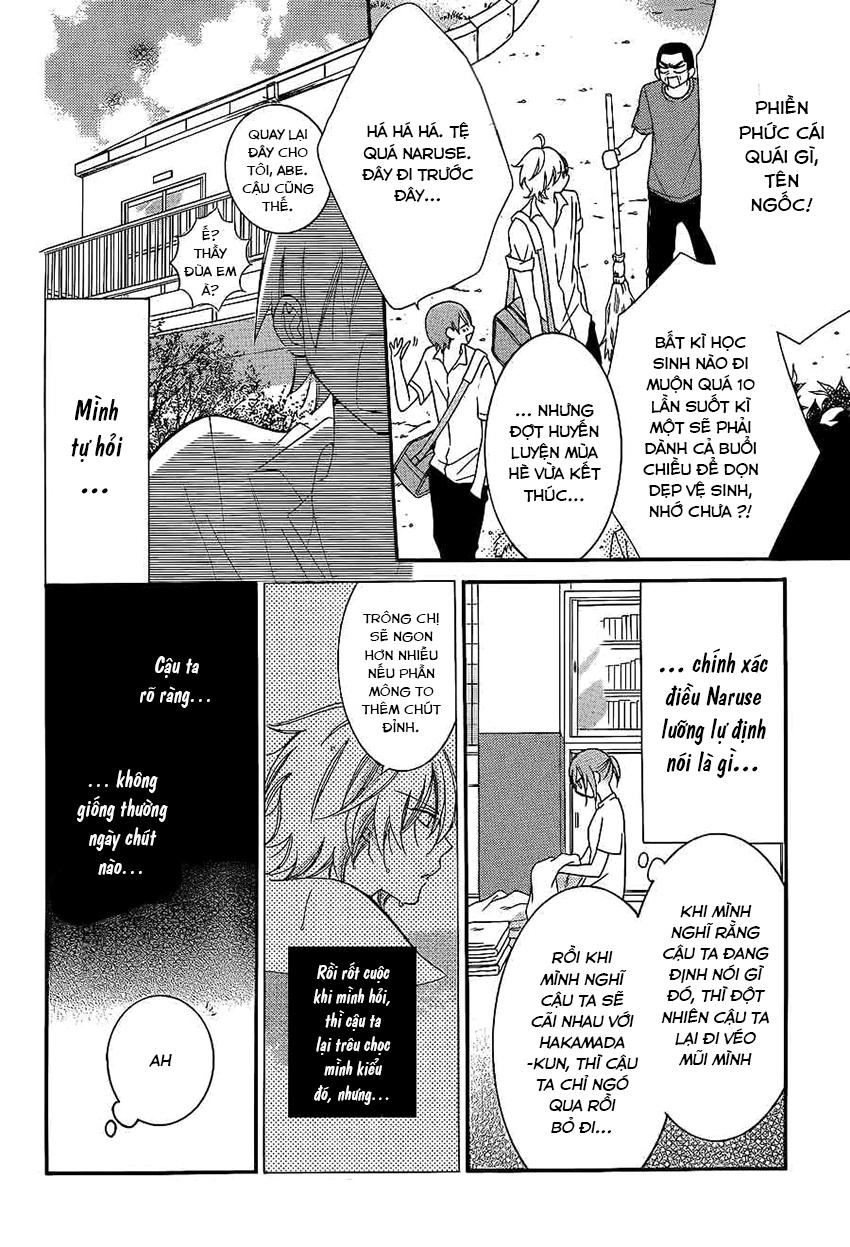 PHIỀN
PHỨC CÁI
QUÁI GÌ,
TÊN
NGỐC!
BẤT KÌ HỌC
SINH NÀO ĐI
MUỘN QUÁ 10
LẦN SUỐT KÌ
MỘT SẼ PHẢI
DÀNH CẢ BUỔI
CHIỀU ĐỂ DỌN
DẸP VỆ SINH,
NHỚ CHƯA ?!
... NHƯNG
ĐỢT HUYẾN
LUYỆN MÙA
HÈ VỪA KẾT
THÚC...
HÁ HÁ HÁ. TỆ
QUÁ NARUSE.
ĐÂY ĐI TRƯỚC
ĐÂY...
QUAY LẠI
ĐÂY CHO
TÔI, ABE.
CẬU CŨNG
THẾ.
Ế?
THẦY
ĐÙA EM
À?
Mình
tự hỏi
...
... chính xác
điều Naruse
lưỡng lự định
nói là gì...
KHI MÌNH
NGHĨ RẰNG
CẬU TA ĐANG
ĐỊNH NÓI GÌ
ĐÓ, THÌ ĐỘT
NHIÊN CẬU TA
LẠI ĐI VÉO
MŨI MÌNH
RỒI KHI
MÌNH NGHĨ
CẬU TA SẼ
CÃI NHAU VỚI
HAKAMADA
-KUN, THÌ CẬU
TA CHỈ NGÓ
QUA RỒI
BỎ ĐI...
TRÔNG CHỊ
SẼ NGON
HƠN NHIỀU
NẾU PHẦN
MÔNG TO
THÊM CHÚT
ĐỈNH.
Rồi rốt cuộc
khi mình hỏi,
thì cậu ta
lại trêu chọc
mình kiểu
đó, nhưng...
Cậu ta
rõ ràng...
... không
giống thường
ngày chút
nào...
AH